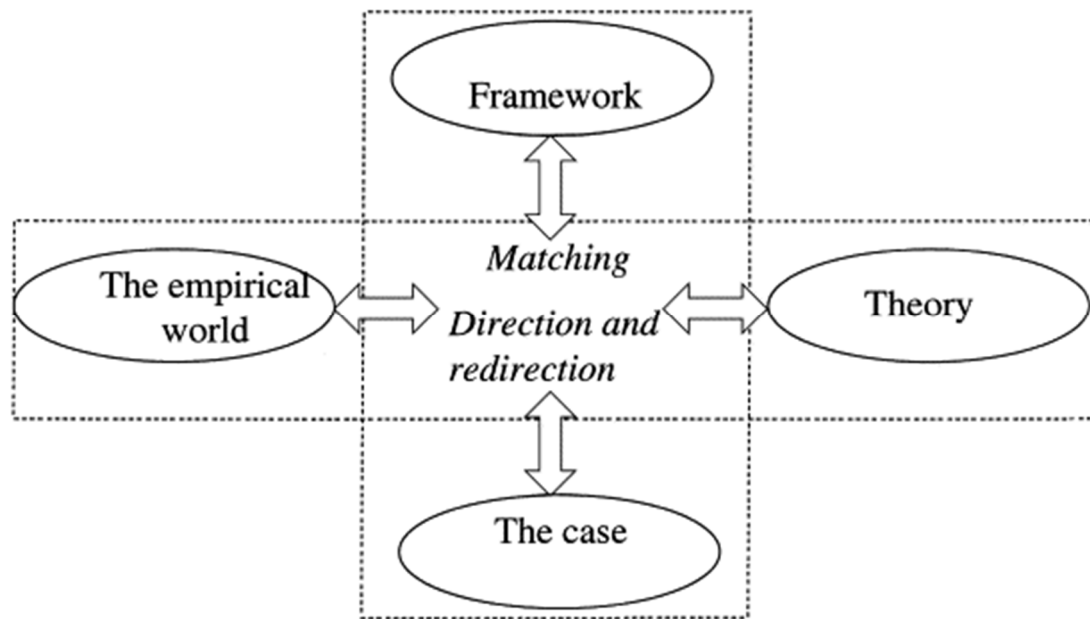 Framework
Matching
The empirical
world
Direction and
redirection
Theory
The case